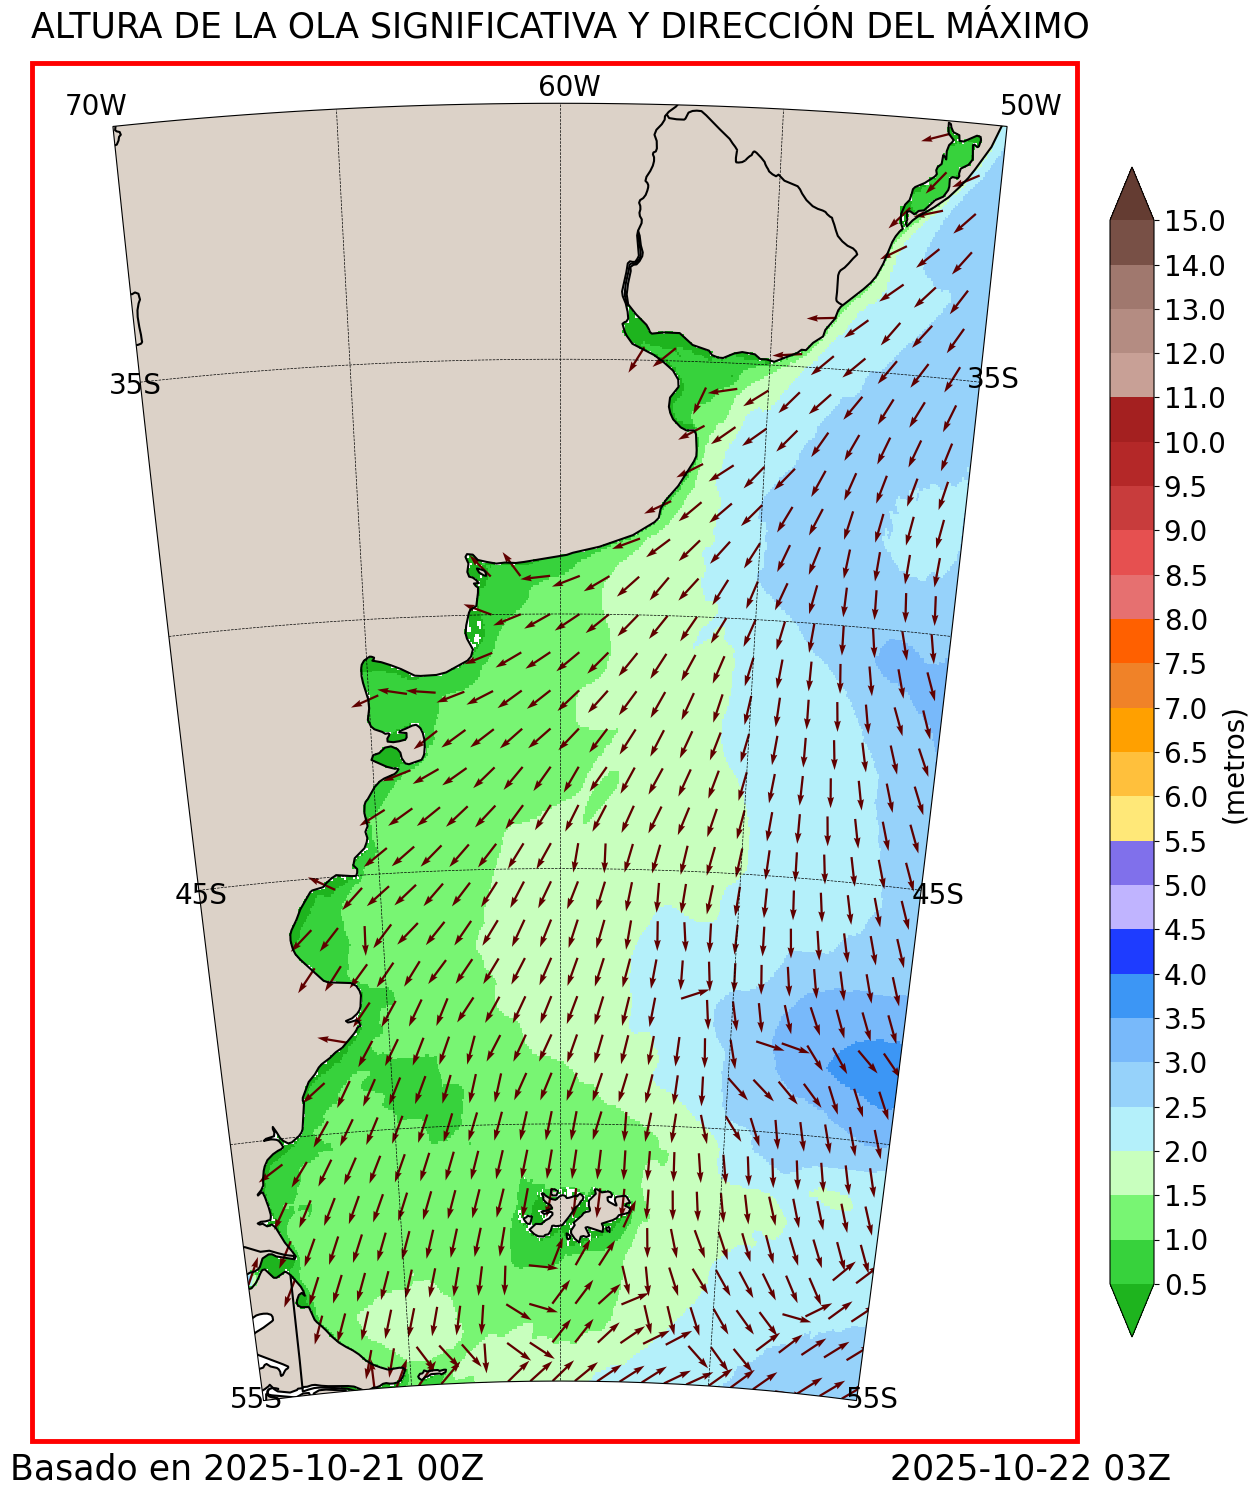 ALTURA DE LA OLA SIGNIFICATIVA Y DIRECCIÓN DEL MÁXIMO
70W
60W
50W
35S
35S
45S
45S
55S
55S
15.0
14.0
13.0
12.0
11.0
10.0
9.5
9.0
8.5
8.0
7.5
7.0
6.5
6.0
5.5
5.0
4.5
4.0
3.5
3.0
2.5
2.0
1.5
1.0
0.5
(metros)
Basado en 2025-10-21 00Z
2025-10-22 03Z